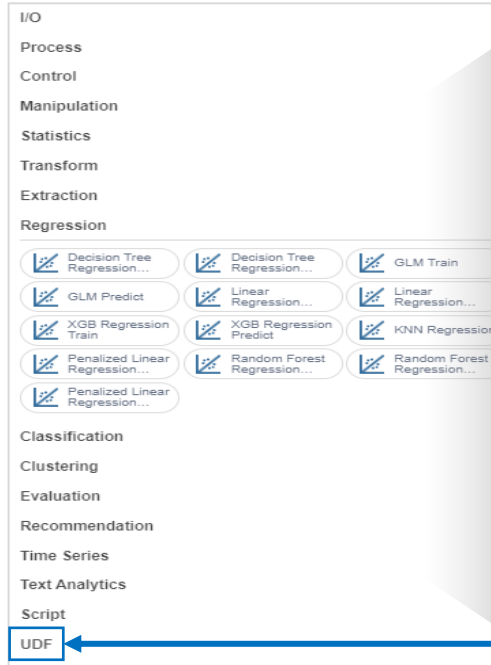 I/O
Process
Control
Manipulation
Statistics
Transform
Extraction
Regression
Decision Tree
Regression...
Decision Tree
Regression...
GLM Train
GLM Predict
Linear
Regression...
Linear
Regression...
XGB Regression
Train
XGB Regression
Predict
KNN Regression
Penalized Linear
Regression...
Random Forest
Regression...
Random Forest
Regression...
Penalized Linear
Regression...
Classification
Clustering
Evaluation
Recommendation
Time Series
Text Analytics
Script
UDF